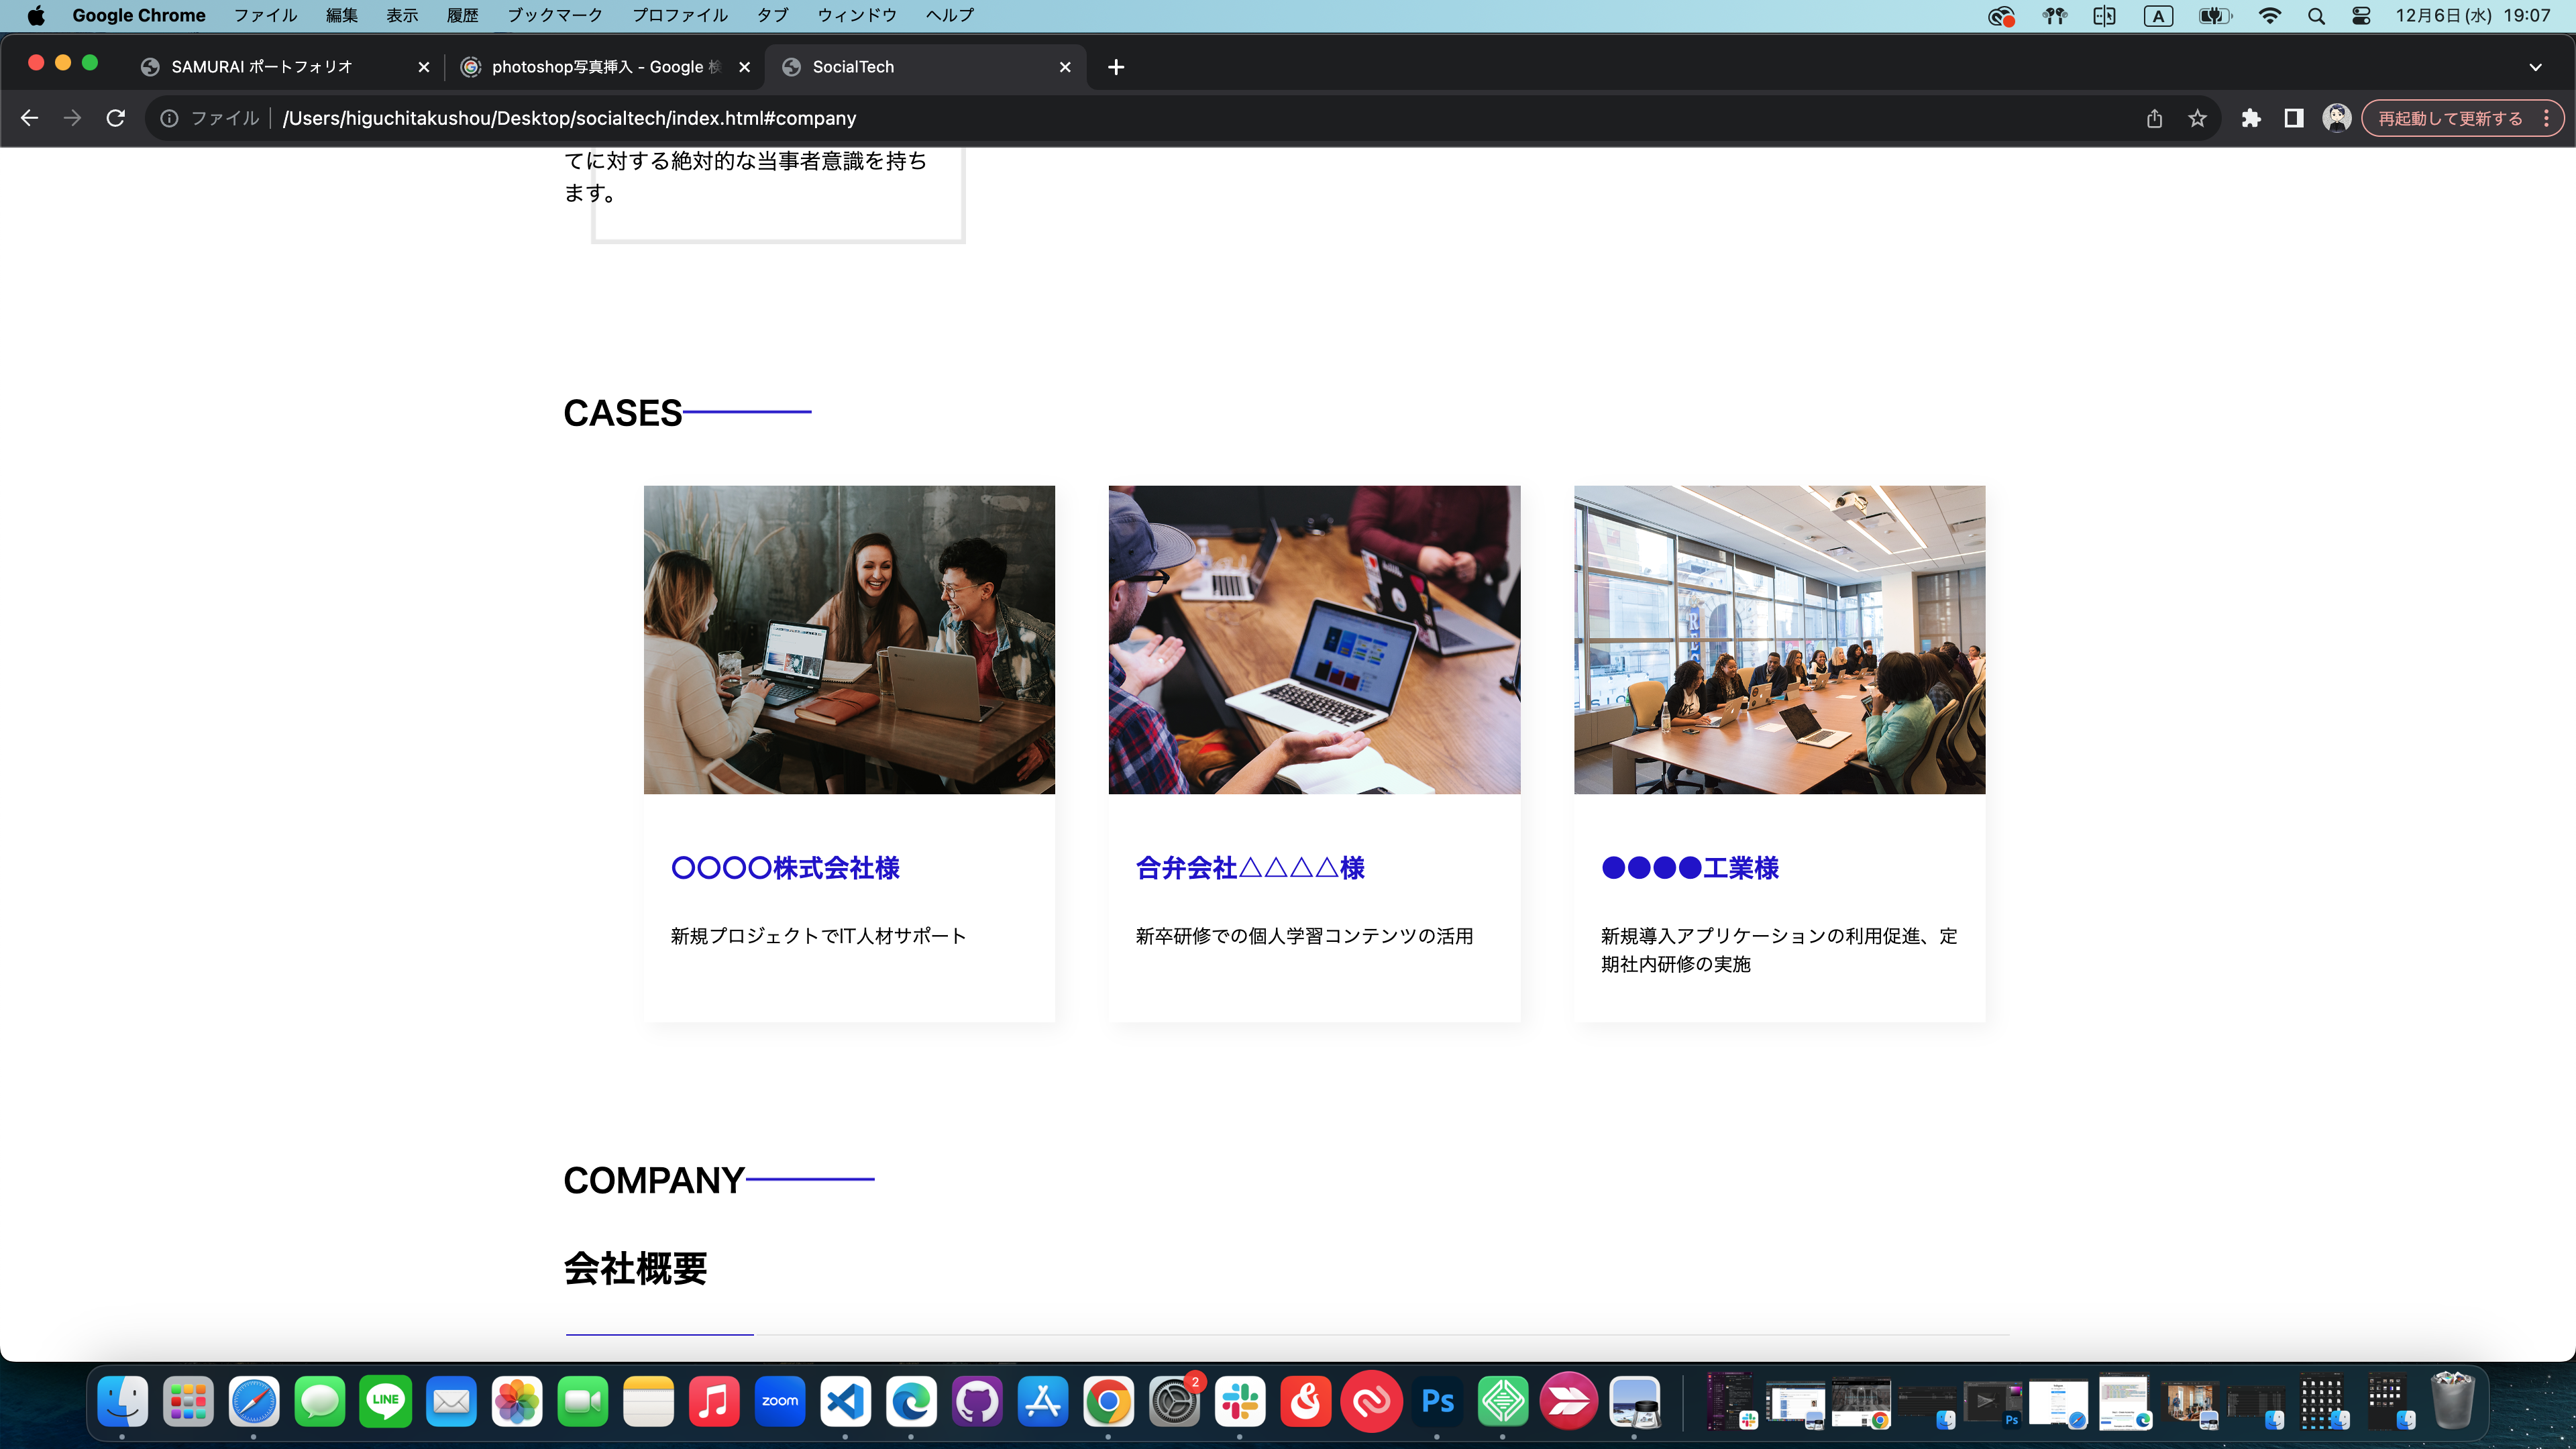 Google Chrome ファイル 編集 表示 履歴 ブックマーク プロファイル タブ ウィンドウ ヘルプ A 12月6日(水) 19:07
SAMURAI ポートフォリオ photoshop写真挿入 - Google 検 SocialTech
ファイル /Users/higuchitakushou/Desktop/socialtech/index.html#company 再起動して更新する
てに対する絶対的な当事者意識を持ち
ます。
CASES
〇〇〇〇株式会社様
新規プロジェクトでIT人材サポート
合弁会社△△△△様
新卒研修での個人学習コンテンツの活用
●●●●工業様
新規導入アプリケーションの利用促進、定
期社内研修の実施
COMPANY
会社概要
LINE zoom 2 Ps Ps